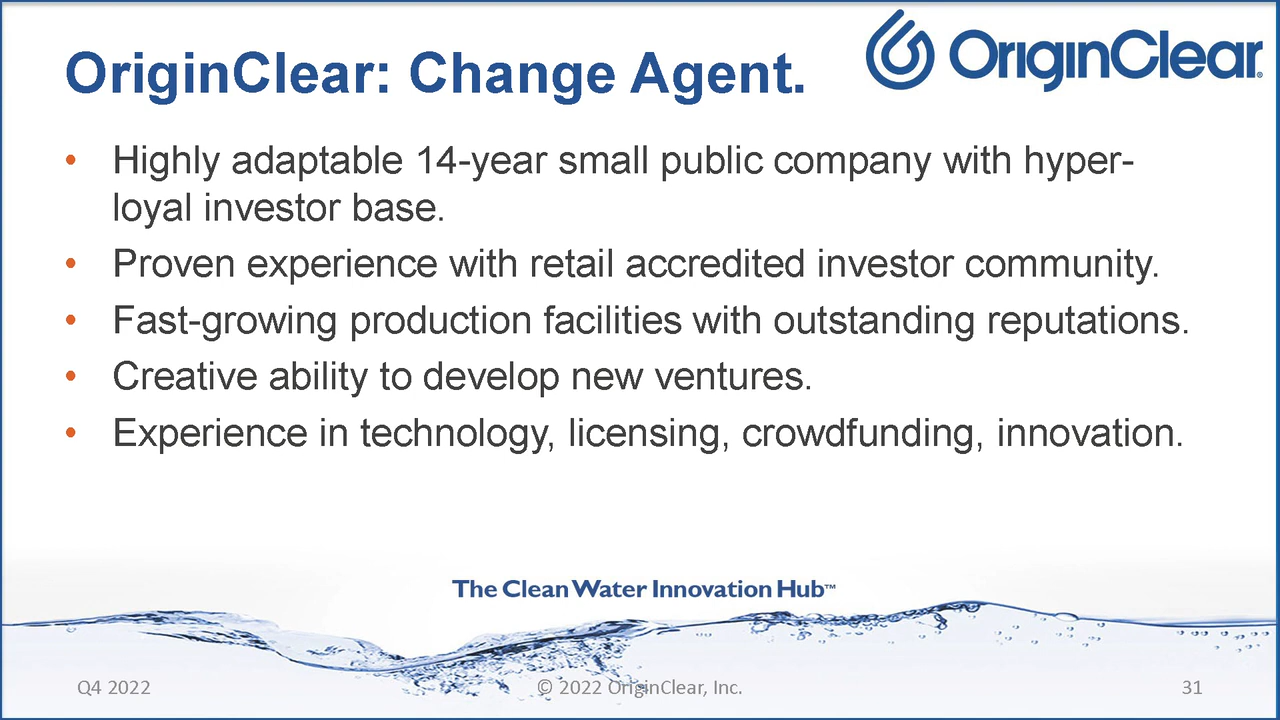 OriginClear: Change Agent.
OriginClear®
• Highly adaptable 14-year small public company with hyper-
loyal investor base.
• Proven experience with retail accredited investor community.
• Fast-growing production facilities with outstanding reputations.
• Creative ability to develop new ventures.
• Experience in technology, licensing, crowdfunding, innovation.
The Clean Water Innovation Hub™
Q4 2022
© 2022 OriginClear, Inc.
31